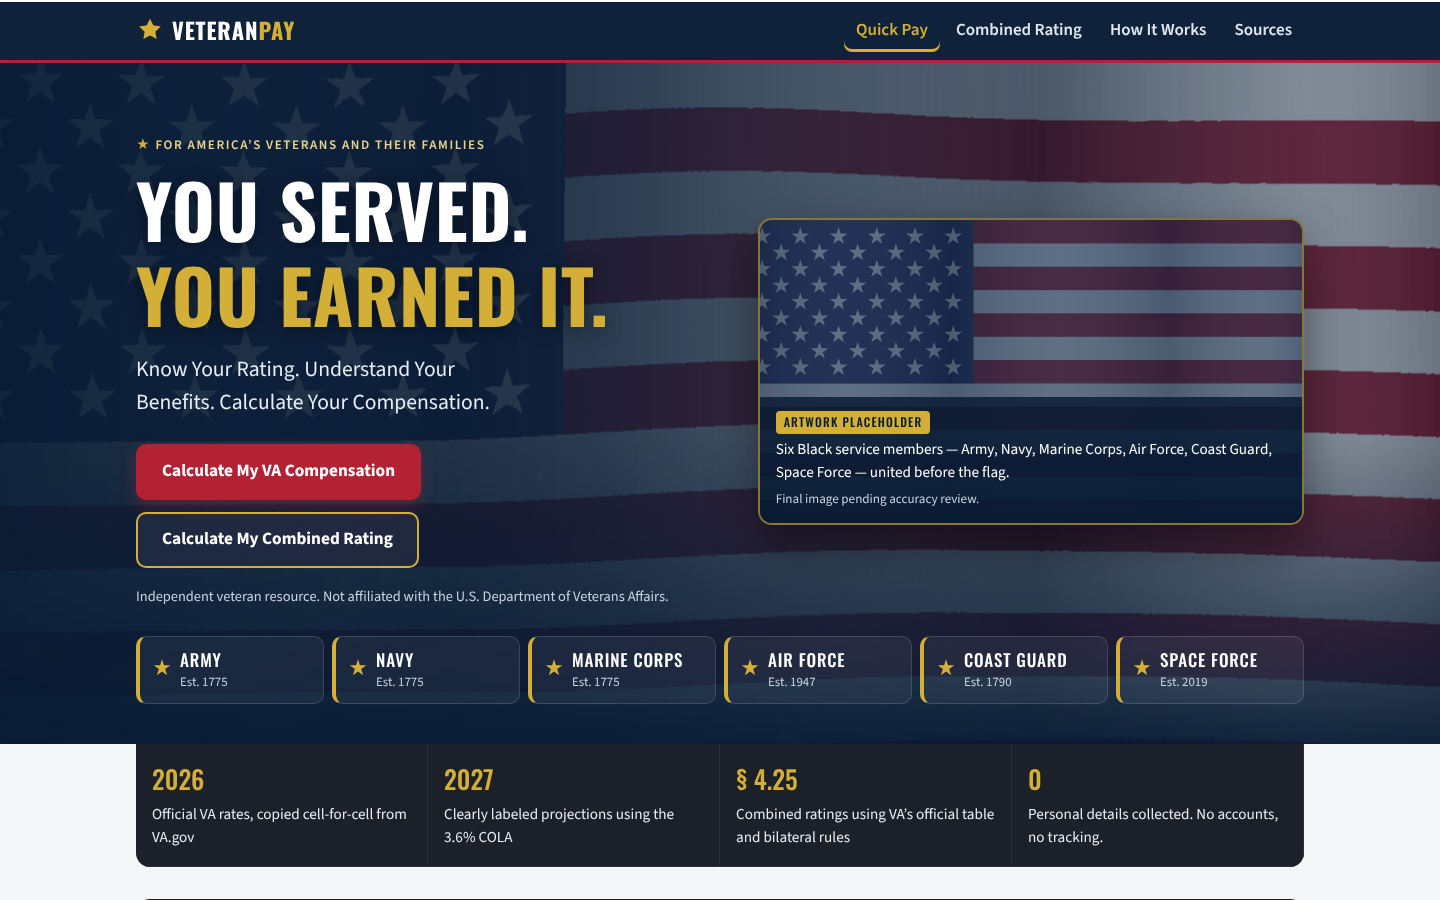 VETERANPAY
Quick Pay
Combined Rating
How It Works
Sources
FOR AMERICA’S VETERANS AND THEIR FAMILIES
YOU SERVED.
YOU EARNED IT.
Know Your Rating. Understand Your
Benefits. Calculate Your Compensation.
Calculate My VA Compensation
Calculate My Combined Rating
Independent veteran resource. Not affiliated with the U.S. Department of Veterans Affairs.
ARTWORK PLACEHOLDER
Six Black service members — Army, Navy, Marine Corps, Air Force, Coast Guard,
Space Force — united before the flag.
Final image pending accuracy review.
ARMY
Est. 1775
NAVY
Est. 1775
MARINE CORPS
Est. 1775
AIR FORCE
Est. 1947
COAST GUARD
Est. 1790
SPACE FORCE
Est. 2019
2026
Official VA rates, copied cell-for-cell from
VA.gov
2027
Clearly labeled projections using the
3.6% COLA
§ 4.25
Combined ratings using VA’s official table
and bilateral rules
0
Personal details collected. No accounts,
no tracking.